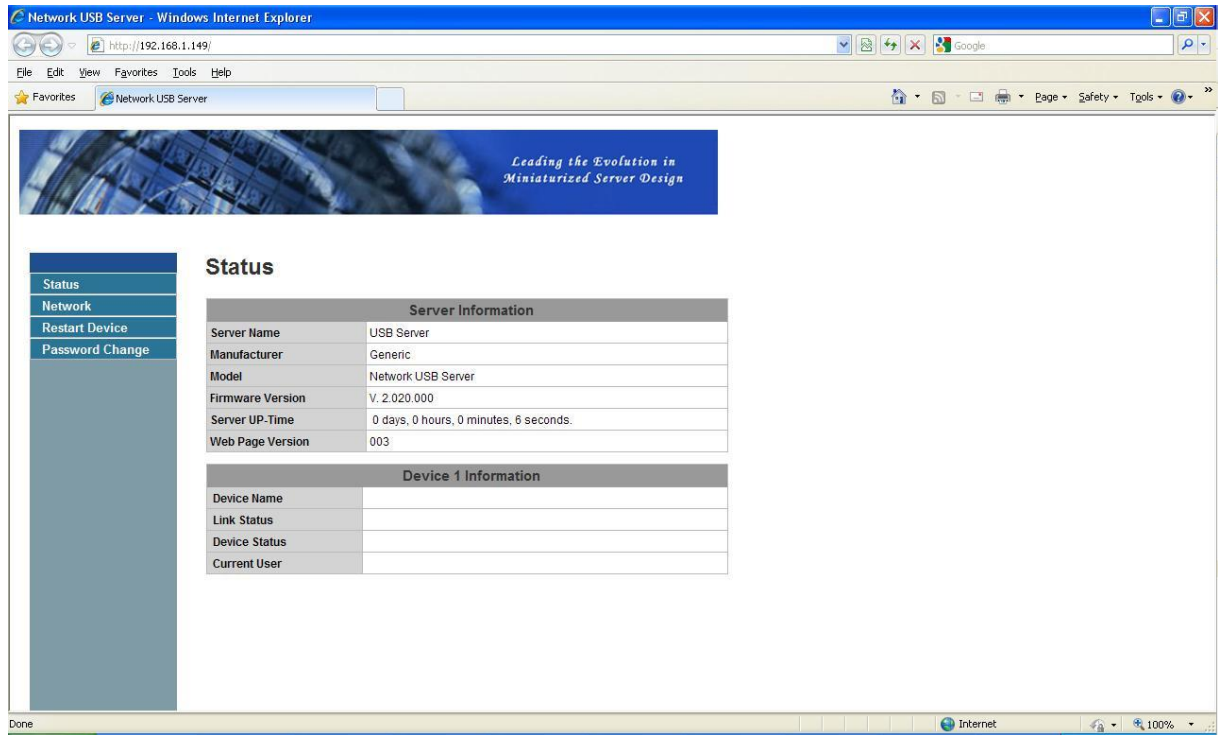 Network USB Server - Windows Internet Explorer
http://192.168.1.149/
Google
File Edit View Favorites Tools Help
Favorites Network USB Server Page Safety Tools
Leading the Evolution in
Miniaturized Server Design
Status
Network
Restart Device
Password Change
Status
Server Information
Server Name USB Server
Manufacturer Generic
Model Network USB Server
Firmware Version V. 2.020.000
Server UP-Time 0 days, 0 hours, 0 minutes, 6 seconds.
Web Page Version 003
Device 1 Information
Device Name
Link Status
Device Status
Current User
Done Internet 100%